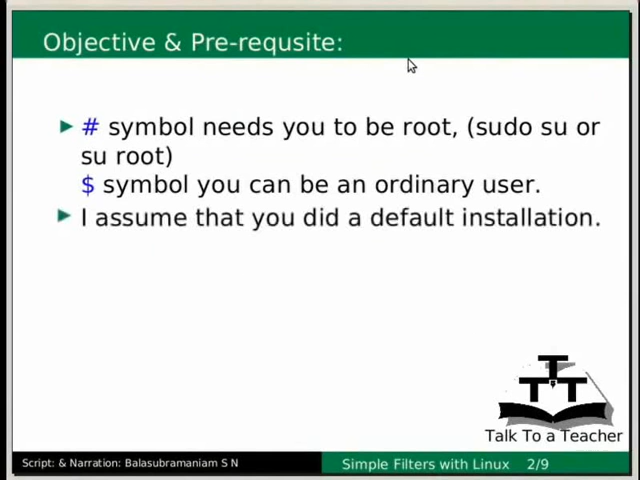 Objective & Pre-requsite:
# symbol needs you to be root, (sudo su or
su root)
$ symbol you can be an ordinary user.
I assume that you did a default installation.
T T T
Talk To a Teacher
Script: & Narration: Balasubramaniam S N
Simple Filters with Linux 2/9